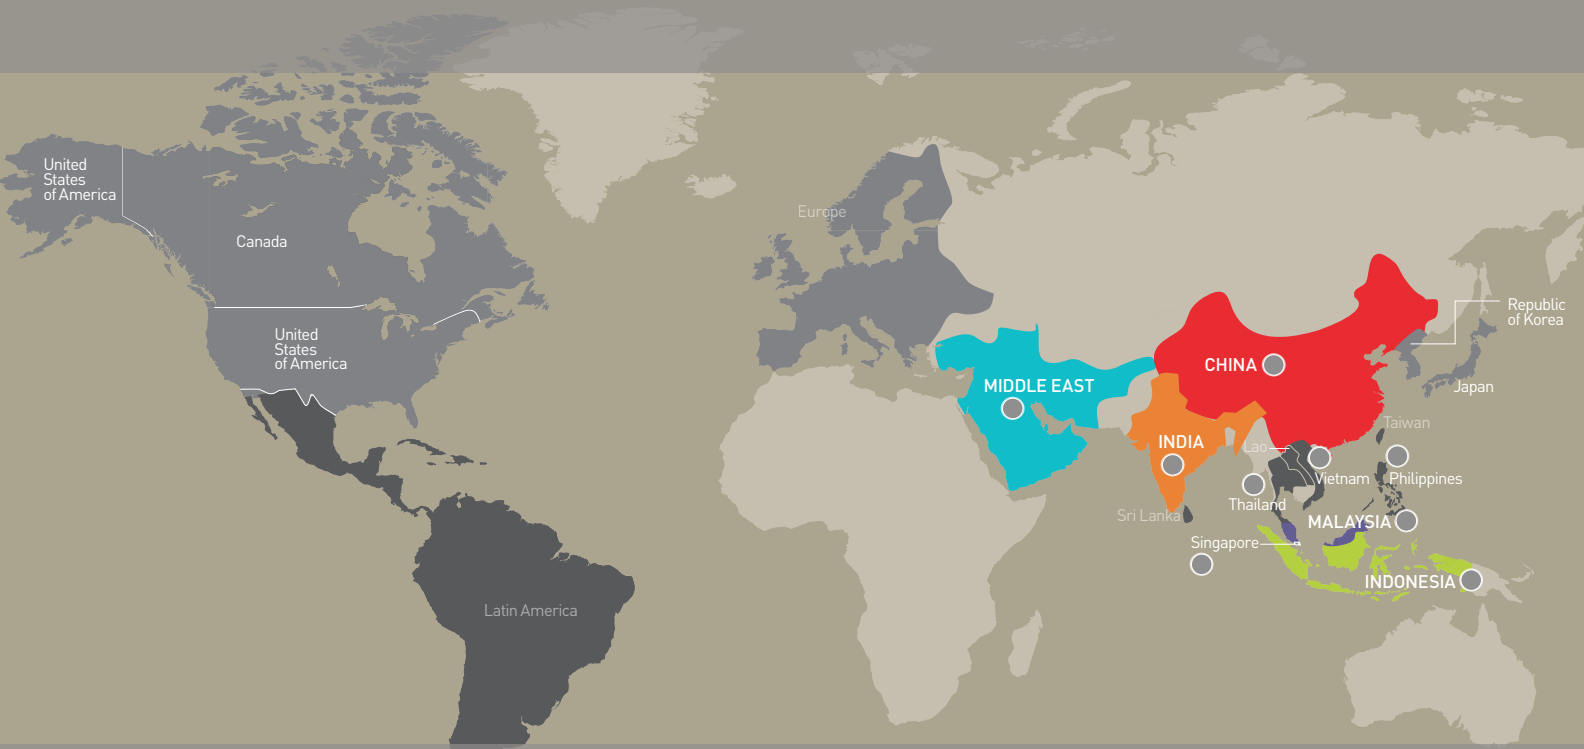 United
States
of America
Canada
Europe
United
States
of America
Republic
of Korea
CHINA
MIDDLE EAST
Japan
Taiwan
INDIA
Lao
Vietnam
Philippines
Thailand
Sri Lanka
MALAYSIA
Singapore
INDONESIA
Latin America